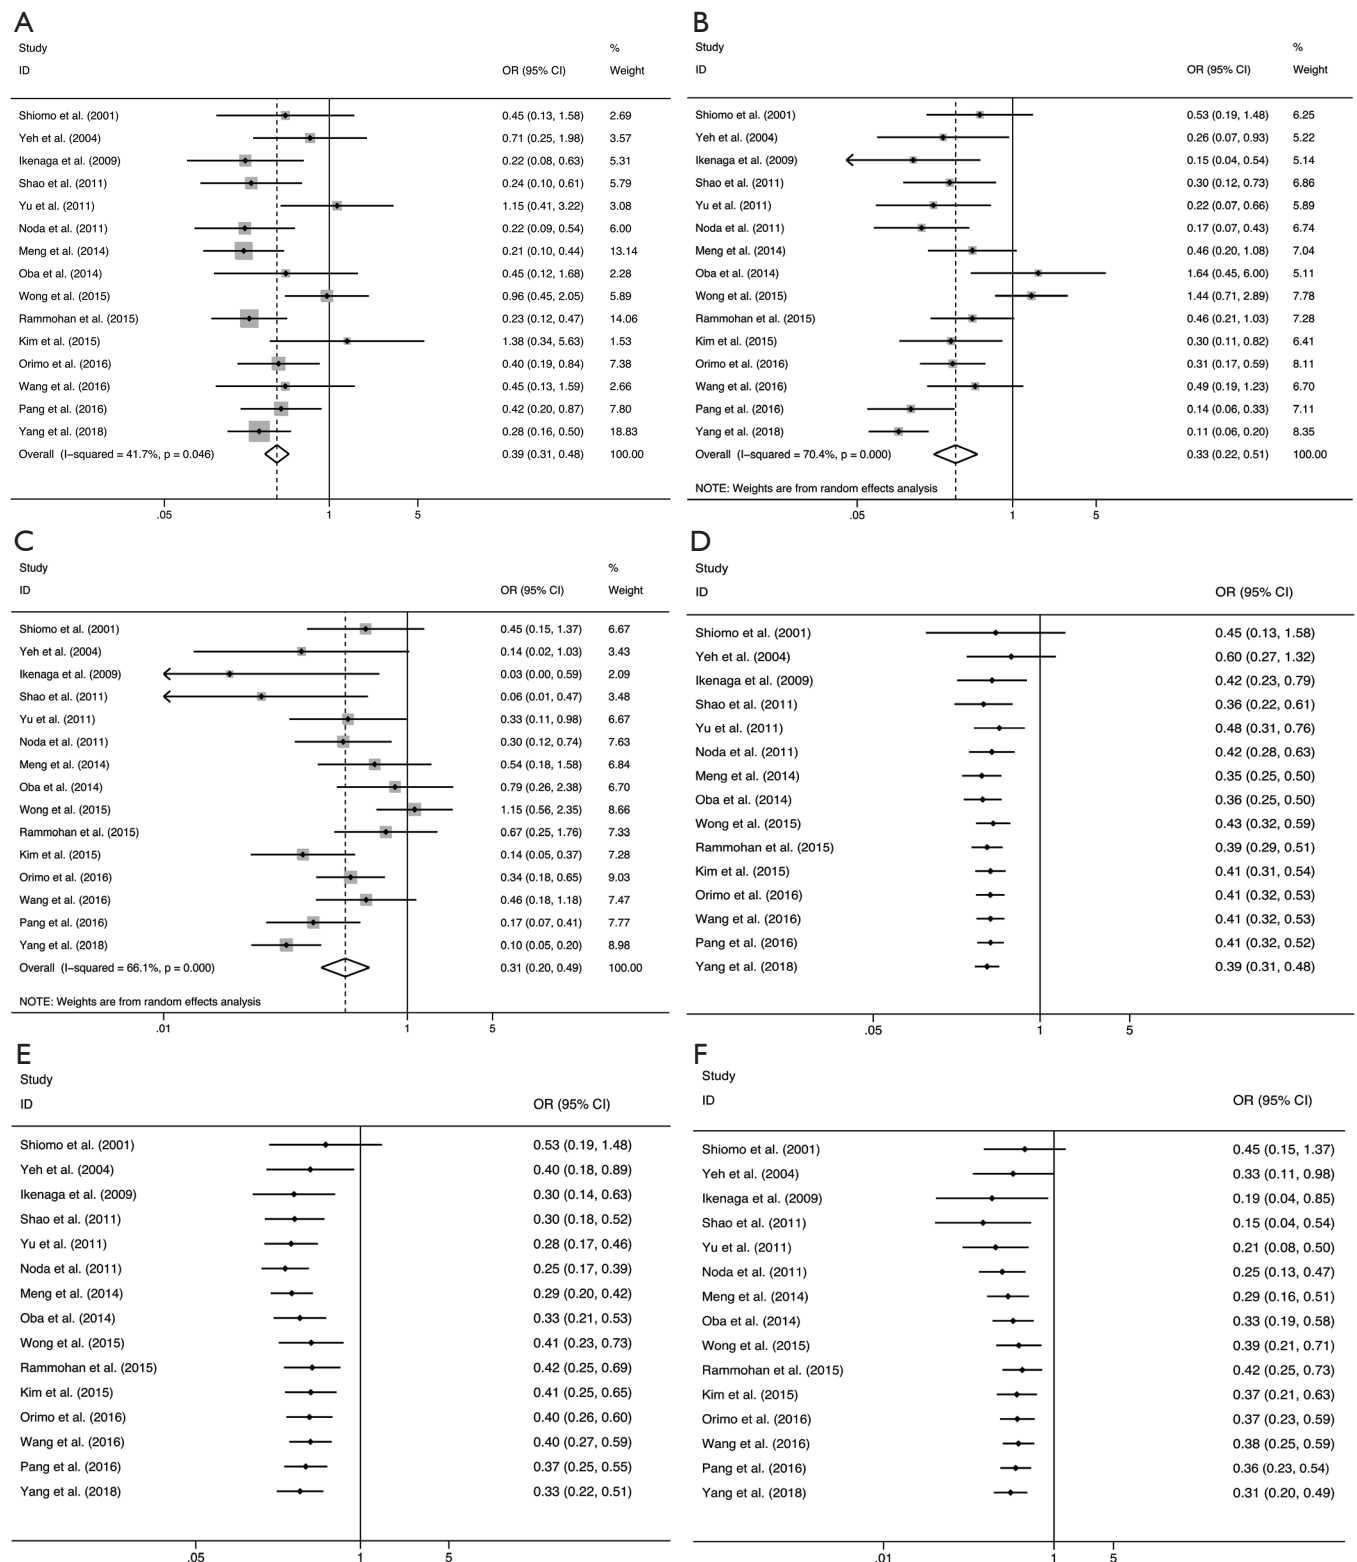 A
Study %
ID OR (95% CI) Weight
Shiomo et al. (2001) 0.45 (0.13, 1.58) 2.69
Yeh et al. (2004) 0.71 (0.25, 1.98) 3.57
Ikenaga et al. (2009) 0.22 (0.08, 0.63) 5.31
Shao et al. (2011) 0.24 (0.10, 0.61) 5.79
Yu et al. (2011) 1.15 (0.41, 3.22) 3.08
Noda et al. (2011) 0.22 (0.09, 0.54) 6.00
Meng et al. (2014) 0.21 (0.10, 0.44) 13.14
Oba et al. (2014) 0.45 (0.12, 1.68) 2.28
Wong et al. (2015) 0.96 (0.45, 2.05) 5.89
Rammohan et al. (2015) 0.23 (0.12, 0.47) 14.06
Kim et al. (2015) 1.38 (0.34, 5.63) 1.53
Orimo et al. (2016) 0.40 (0.19, 0.84) 7.38
Wang et al. (2016) 0.45 (0.13, 1.59) 2.66
Pang et al. (2016) 0.42 (0.20, 0.87) 7.80
Yang et al. (2018) 0.28 (0.16, 0.50) 18.83
Overall (I-squared = 41.7%, p = 0.046) 0.39 (0.31, 0.48) 100.00
.05 1 5
B
Study %
ID OR (95% CI) Weight
Shiomo et al. (2001) 0.53 (0.19, 1.48) 6.25
Yeh et al. (2004) 0.26 (0.07, 0.93) 5.22
Ikenaga et al. (2009) 0.15 (0.04, 0.54) 5.14
Shao et al. (2011) 0.30 (0.12, 0.73) 6.86
Yu et al. (2011) 0.22 (0.07, 0.66) 5.89
Noda et al. (2011) 0.17 (0.07, 0.43) 6.74
Meng et al. (2014) 0.46 (0.20, 1.08) 7.04
Oba et al. (2014) 1.64 (0.45, 6.00) 5.11
Wong et al. (2015) 1.44 (0.71, 2.89) 7.78
Rammohan et al. (2015) 0.46 (0.21, 1.03) 7.28
Kim et al. (2015) 0.30 (0.11, 0.82) 6.41
Orimo et al. (2016) 0.31 (0.17, 0.59) 8.11
Wang et al. (2016) 0.49 (0.19, 1.23) 6.70
Pang et al. (2016) 0.14 (0.06, 0.33) 7.11
Yang et al. (2018) 0.11 (0.06, 0.20) 8.35
Overall (I-squared = 70.4%, p = 0.000) 0.33 (0.22, 0.51) 100.00
NOTE: Weights are from random effects analysis
.05 1 5
C
Study %
ID OR (95% CI) Weight
Shiomo et al. (2001) 0.45 (0.15, 1.37) 6.67
Yeh et al. (2004) 0.14 (0.02, 1.03) 3.43
Ikenaga et al. (2009) 0.03 (0.00, 0.59) 2.09
Shao et al. (2011) 0.06 (0.01, 0.47) 3.48
Yu et al. (2011) 0.33 (0.11, 0.98) 6.67
Noda et al. (2011) 0.30 (0.12, 0.74) 7.63
Meng et al. (2014) 0.54 (0.18, 1.58) 6.84
Oba et al. (2014) 0.79 (0.26, 2.38) 6.70
Wong et al. (2015) 1.15 (0.56, 2.35) 8.66
Rammohan et al. (2015) 0.67 (0.25, 1.76) 7.33
Kim et al. (2015) 0.14 (0.05, 0.37) 7.28
Orimo et al. (2016) 0.34 (0.18, 0.65) 9.03
Wang et al. (2016) 0.46 (0.18, 1.18) 7.47
Pang et al. (2016) 0.17 (0.07, 0.41) 7.77
Yang et al. (2018) 0.10 (0.05, 0.20) 8.98
Overall (I-squared = 66.1%, p = 0.000) 0.31 (0.20, 0.49) 100.00
NOTE: Weights are from random effects analysis
.01 1 5
D
Study
ID OR (95% CI)
Shiomo et al. (2001) 0.45 (0.13, 1.58)
Yeh et al. (2004) 0.60 (0.27, 1.32)
Ikenaga et al. (2009) 0.42 (0.23, 0.79)
Shao et al. (2011) 0.36 (0.22, 0.61)
Yu et al. (2011) 0.48 (0.31, 0.76)
Noda et al. (2011) 0.42 (0.28, 0.63)
Meng et al. (2014) 0.35 (0.25, 0.50)
Oba et al. (2014) 0.36 (0.25, 0.50)
Wong et al. (2015) 0.43 (0.32, 0.59)
Rammohan et al. (2015) 0.39 (0.29, 0.51)
Kim et al. (2015) 0.41 (0.31, 0.54)
Orimo et al. (2016) 0.41 (0.32, 0.53)
Wang et al. (2016) 0.41 (0.32, 0.53)
Pang et al. (2016) 0.41 (0.32, 0.52)
Yang et al. (2018) 0.39 (0.31, 0.48)
.05 1 5
E
Study
ID OR (95% CI)
Shiomo et al. (2001) 0.53 (0.19, 1.48)
Yeh et al. (2004) 0.40 (0.18, 0.89)
Ikenaga et al. (2009) 0.30 (0.14, 0.63)
Shao et al. (2011) 0.30 (0.18, 0.52)
Yu et al. (2011) 0.28 (0.17, 0.46)
Noda et al. (2011) 0.25 (0.17, 0.39)
Meng et al. (2014) 0.29 (0.20, 0.42)
Oba et al. (2014) 0.33 (0.21, 0.53)
Wong et al. (2015) 0.41 (0.23, 0.73)
Rammohan et al. (2015) 0.42 (0.25, 0.69)
Kim et al. (2015) 0.41 (0.25, 0.65)
Orimo et al. (2016) 0.40 (0.26, 0.60)
Wang et al. (2016) 0.40 (0.27, 0.59)
Pang et al. (2016) 0.37 (0.25, 0.55)
Yang et al. (2018) 0.33 (0.22, 0.51)
.05 1 5
F
Study
ID OR (95% CI)
Shiomo et al. (2001) 0.45 (0.15, 1.37)
Yeh et al. (2004) 0.33 (0.11, 0.98)
Ikenaga et al. (2009) 0.19 (0.04, 0.85)
Shao et al. (2011) 0.15 (0.04, 0.54)
Yu et al. (2011) 0.21 (0.08, 0.50)
Noda et al. (2011) 0.25 (0.13, 0.47)
Meng et al. (2014) 0.29 (0.16, 0.51)
Oba et al. (2014) 0.33 (0.19, 0.58)
Wong et al. (2015) 0.39 (0.21, 0.71)
Rammohan et al. (2015) 0.42 (0.25, 0.73)
Kim et al. (2015) 0.37 (0.21, 0.63)
Orimo et al. (2016) 0.37 (0.23, 0.59)
Wang et al. (2016) 0.38 (0.25, 0.59)
Pang et al. (2016) 0.36 (0.23, 0.54)
Yang et al. (2018) 0.31 (0.20, 0.49)
.01 1 5